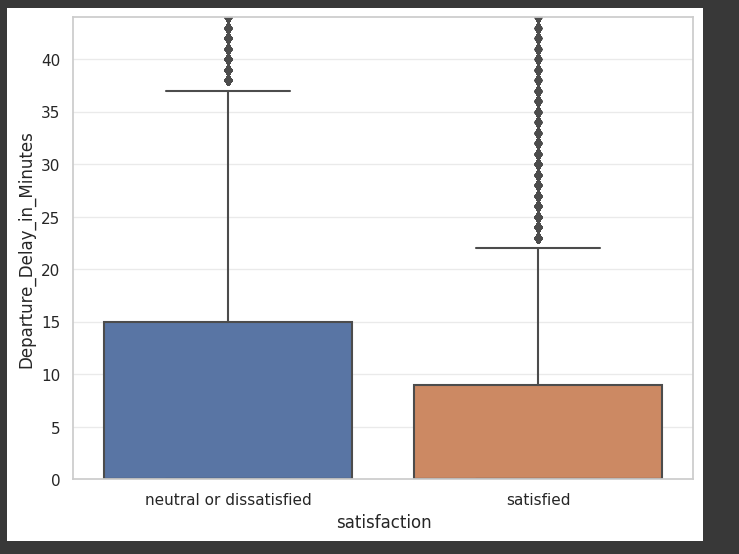 Departure_Delay_in_Minutes
40
35
30
25
20
15
10
5
0
neutral or dissatisfied
satisfied
satisfaction